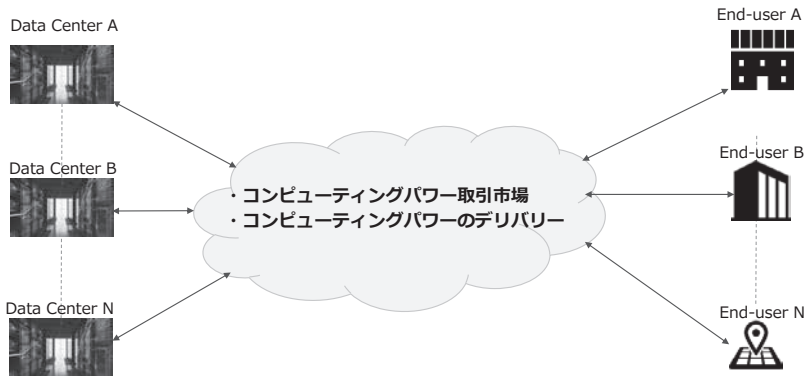 Data Center A
End-user A
Data Center B
End-user B
・コンピューティングパワー取引市場
・コンピューティングパワーのデリバリー
Data Center N
End-user N